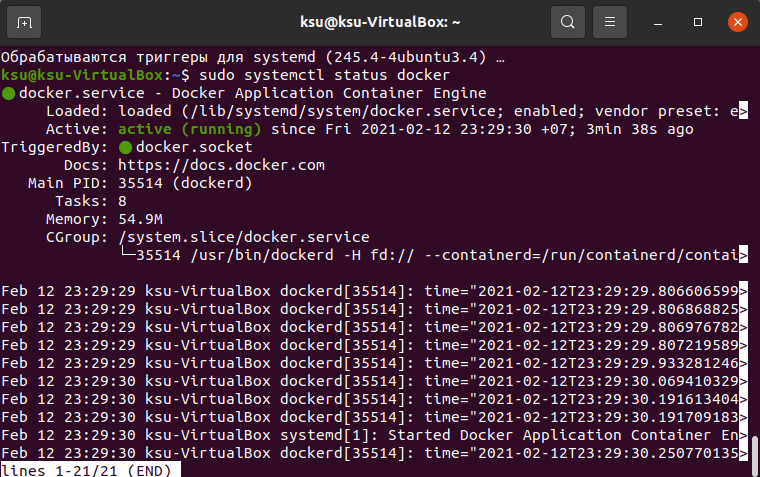 ksu@ksu-VirtualBox: ~
Обрабатываются триггеры для systemd (245.4-4ubuntu3.4) …
ksu@ksu-VirtualBox:~$ sudo systemctl status docker
● docker.service - Docker Application Container Engine
     Loaded: loaded (/lib/systemd/system/docker.service; enabled; vendor preset: e>
     Active: active (running) since Fri 2021-02-12 23:29:30 +07; 3min 38s ago
TriggeredBy: ● docker.socket
       Docs: https://docs.docker.com
   Main PID: 35514 (dockerd)
      Tasks: 8
     Memory: 54.9M
     CGroup: /system.slice/docker.service
             └─35514 /usr/bin/dockerd -H fd:// --containerd=/run/containerd/contai>
Feb 12 23:29:29 ksu-VirtualBox dockerd[35514]: time="2021-02-12T23:29:29.806606599>
Feb 12 23:29:29 ksu-VirtualBox dockerd[35514]: time="2021-02-12T23:29:29.806868825>
Feb 12 23:29:29 ksu-VirtualBox dockerd[35514]: time="2021-02-12T23:29:29.806976782>
Feb 12 23:29:29 ksu-VirtualBox dockerd[35514]: time="2021-02-12T23:29:29.807219589>
Feb 12 23:29:29 ksu-VirtualBox dockerd[35514]: time="2021-02-12T23:29:29.933281246>
Feb 12 23:29:30 ksu-VirtualBox dockerd[35514]: time="2021-02-12T23:29:30.069410329>
Feb 12 23:29:30 ksu-VirtualBox dockerd[35514]: time="2021-02-12T23:29:30.191613404>
Feb 12 23:29:30 ksu-VirtualBox dockerd[35514]: time="2021-02-12T23:29:30.191709183>
Feb 12 23:29:30 ksu-VirtualBox systemd[1]: Started Docker Application Container En>
Feb 12 23:29:30 ksu-VirtualBox dockerd[35514]: time="2021-02-12T23:29:30.250770135>
lines 1-21/21 (END)